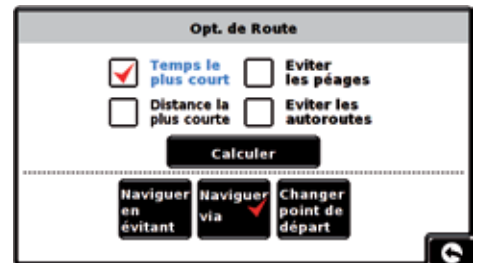 Opt. de Route
Temps le
plus court
Eviter
les péages
Distance la
plus courte
Eviter les
autoroutes
Calculer
Naviguer
en
évitant
Naviguer
via
Changer
point de
départ